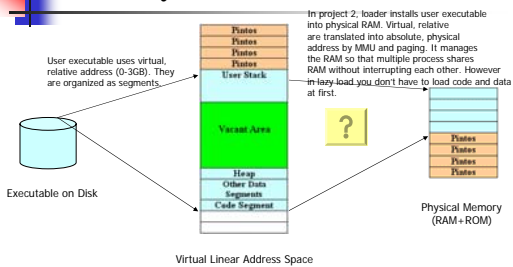 In project 2, loader installs user executable
into physical RAM. Virtual, relative
are translated into absolute, physical
address by MMU and paging. It manages
the RAM so that multiple process shares
RAM without interrupting each other. However
in lazy load you don't have to load code and data
at first.
User executable uses virtual,
relative address (0-3GB). They
are organized as segments.
Pintos
Pintos
Pintos
Pintos
User Stack
Vacant Area
Heap
Other Data
Segments
Code Segment
?
Pintos
Pintos
Pintos
Pintos
Executable on Disk
Physical Memory
(RAM+ROM)
Virtual Linear Address Space